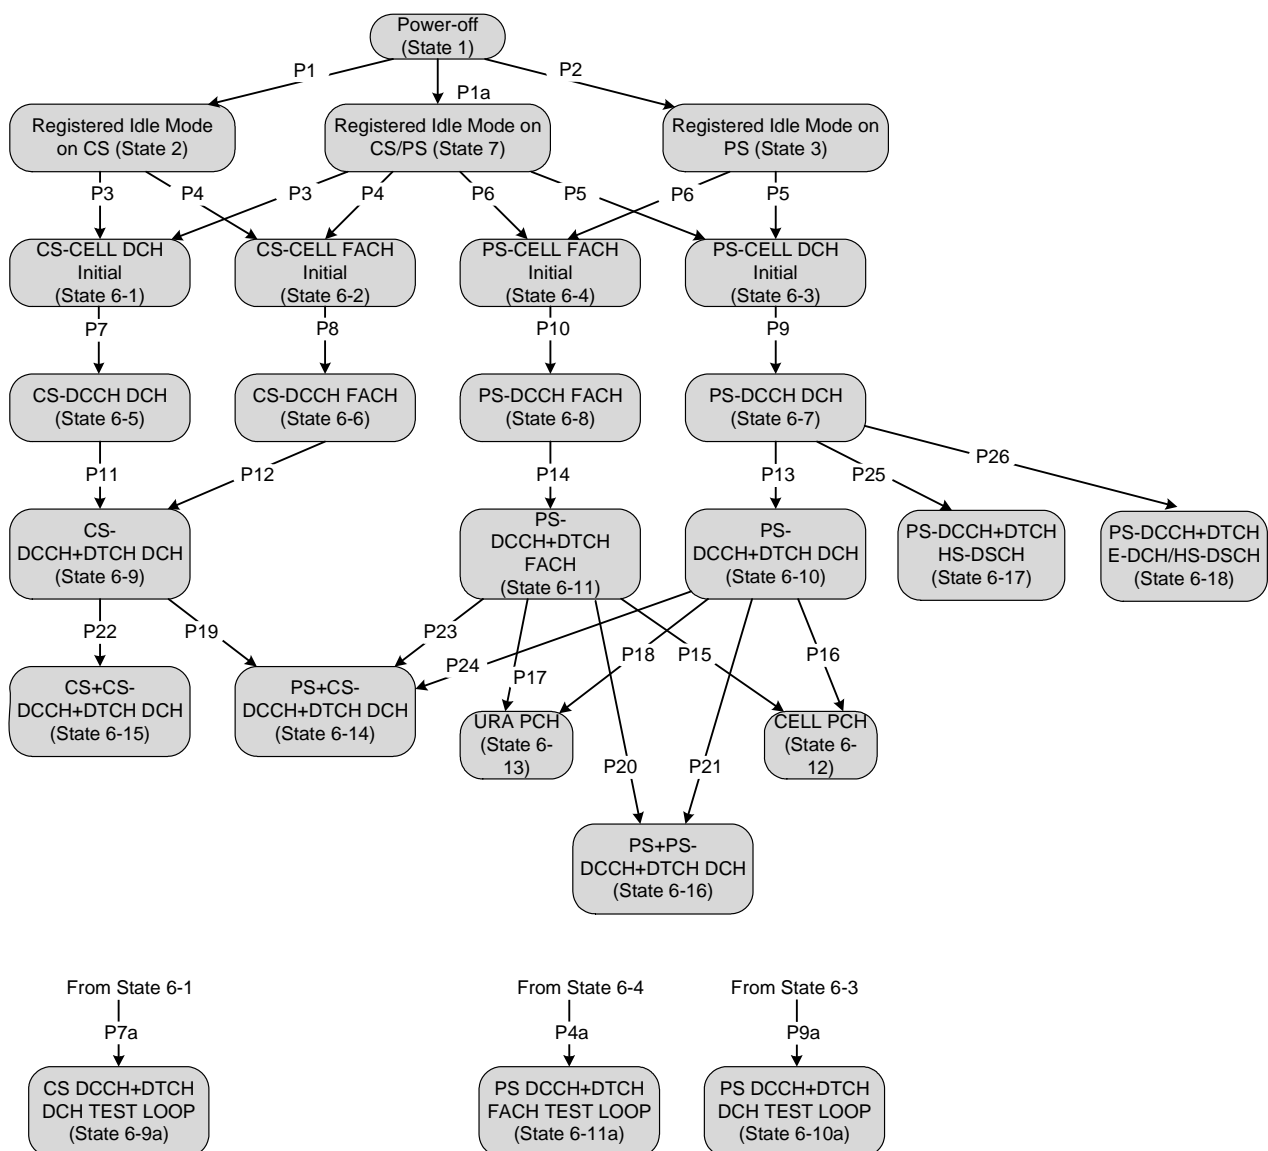 Power-off
(State 1)
P1
P1a
P2
Registered Idle Mode
on CS (State 2)
Registered Idle Mode on
CS/PS (State 7)
Registered Idle Mode on
PS (State 3)
P3
P4
P3
P4
P6
P5
P6
P5
CS-CELL DCH
Initial
(State 6-1)
CS-CELL FACH
Initial
(State 6-2)
PS-CELL FACH
Initial
(State 6-4)
PS-CELL DCH
Initial
(State 6-3)
P7
P8
P10
P9
CS-DCCH DCH
(State 6-5)
CS-DCCH FACH
(State 6-6)
PS-DCCH FACH
(State 6-8)
PS-DCCH DCH
(State 6-7)
P11
P12
P14
P13
P25
P26
CS-
DCCH+DTCH DCH
(State 6-9)
PS-
DCCH+DTCH
FACH
(State 6-11)
PS-
DCCH+DTCH DCH
(State 6-10)
PS-DCCH+DTCH
HS-DSCH
(State 6-17)
PS-DCCH+DTCH
E-DCH/HS-DSCH
(State 6-18)
P22
P19
P23
P24
P17
P18
P15
P16
CS+CS-
DCCH+DTCH DCH
(State 6-15)
PS+CS-
DCCH+DTCH DCH
(State 6-14)
URA PCH
(State 6-
13)
CELL PCH
(State 6-
12)
P20
P21
PS+PS-
DCCH+DTCH DCH
(State 6-16)
From State 6-1
From State 6-4
From State 6-3
P7a
P4a
P9a
CS DCCH+DTCH
DCH TEST LOOP
(State 6-9a)
PS DCCH+DTCH
FACH TEST LOOP
(State 6-11a)
PS DCCH+DTCH
DCH TEST LOOP
(State 6-10a)